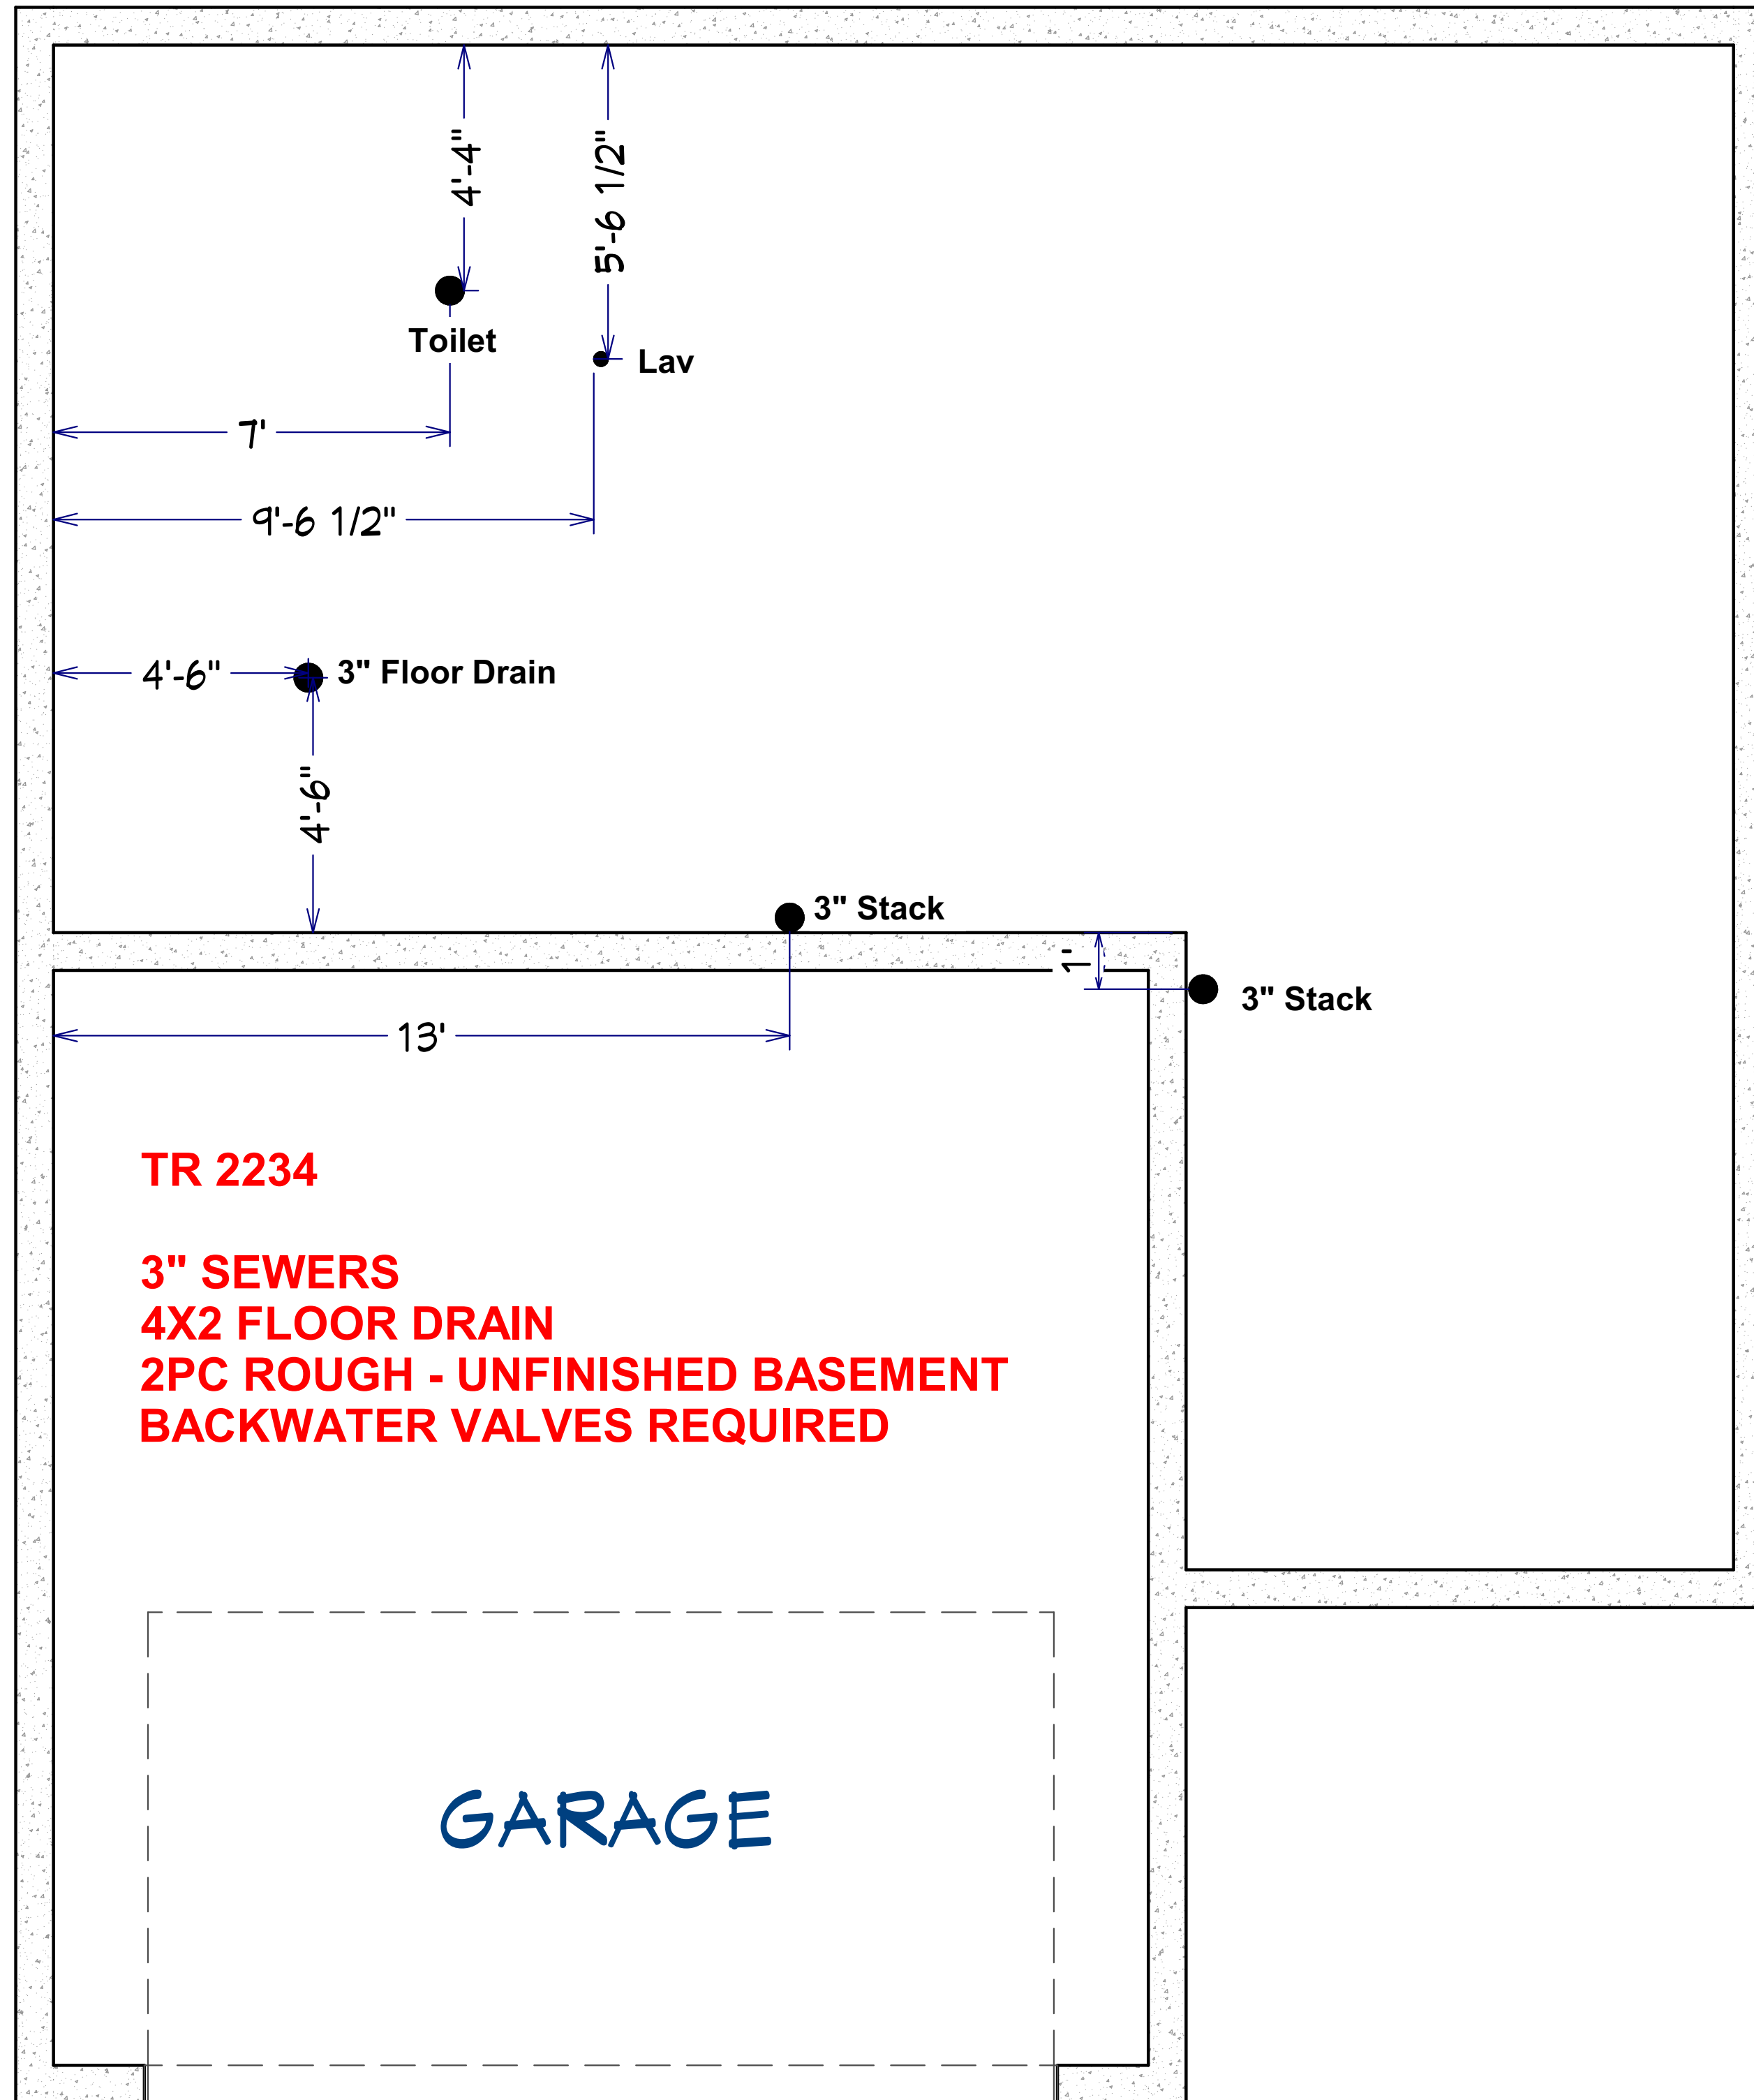 4'-4"
5'-6 1/2"
Toilet
Lav
7'
9'-6 1/2"
4'-6"
3" Floor Drain
4'-6"
3" Stack
1'
3" Stack
13'
TR 2234
3" SEWERS
4X2 FLOOR DRAIN
2PC ROUGH - UNFINISHED BASEMENT
BACKWATER VALVES REQUIRED
GARAGE